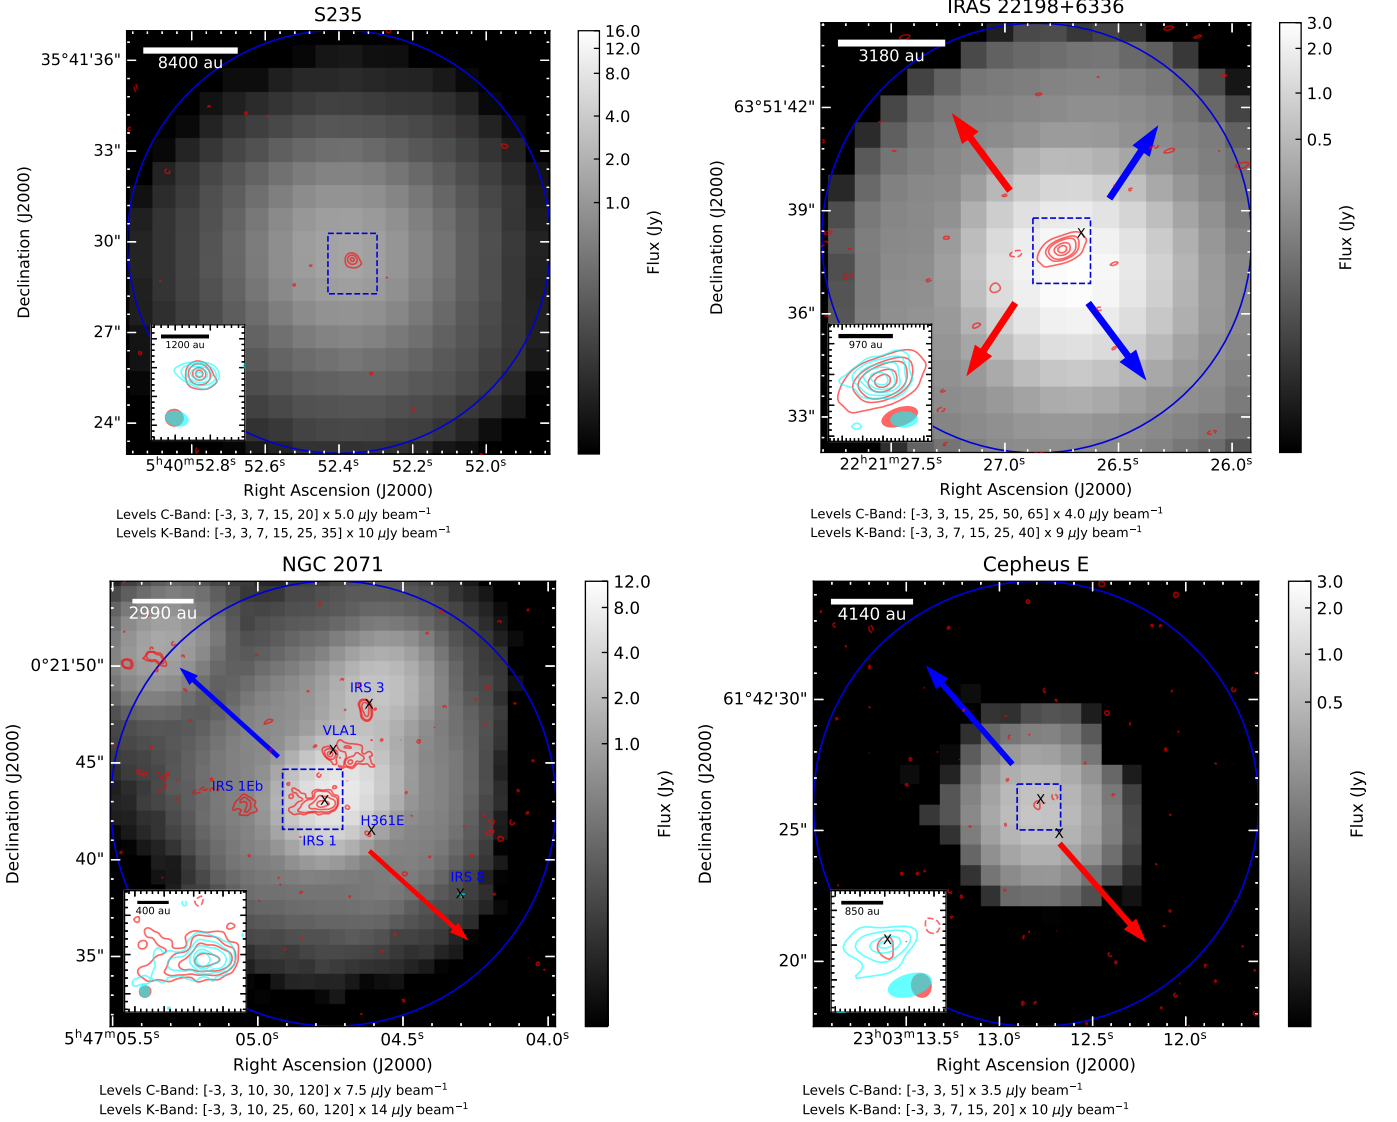 S235
8400 au
35°41'36"
33"
30"
27"
24"
Declination (J2000)
1200 au
5ʰ40ᵐ52.8ˢ 52.6ˢ 52.4ˢ 52.2ˢ 52.0ˢ
Right Ascension (J2000)
16.0
12.0
8.0
4.0
2.0
1.0
Flux (Jy)
Levels C-Band: [-3, 3, 7, 15, 20] x 5.0 μJy beam⁻¹
Levels K-Band: [-3, 3, 7, 15, 25, 35] x 10 μJy beam⁻¹
IRAS 22198+6336
3180 au
63°51'42"
39"
36"
33"
Declination (J2000)
X
970 au
22ʰ21ᵐ27.5ˢ 27.0ˢ 26.5ˢ 26.0ˢ
Right Ascension (J2000)
3.0
2.0
1.0
0.5
Flux (Jy)
Levels C-Band: [-3, 3, 15, 25, 50, 65] x 4.0 μJy beam⁻¹
Levels K-Band: [-3, 3, 7, 15, 25, 40] x 9 μJy beam⁻¹
NGC 2071
2990 au
0°21'50"
45"
40"
35"
Declination (J2000)
IRS 3
X
VLA1
X
IRS 1Eb
X
H361E
X
IRS 1
IRS 8
X
400 au
5ʰ47ᵐ05.5ˢ 05.0ˢ 04.5ˢ 04.0ˢ
Right Ascension (J2000)
12.0
8.0
4.0
2.0
1.0
Flux (Jy)
Levels C-Band: [-3, 3, 10, 30, 120] x 7.5 μJy beam⁻¹
Levels K-Band: [-3, 3, 10, 25, 60, 120] x 14 μJy beam⁻¹
Cepheus E
4140 au
61°42'30"
25"
20"
Declination (J2000)
X
X
850 au
X
23ʰ03ᵐ13.5ˢ 13.0ˢ 12.5ˢ 12.0ˢ
Right Ascension (J2000)
3.0
2.0
1.0
0.5
Flux (Jy)
Levels C-Band: [-3, 3, 5] x 3.5 μJy beam⁻¹
Levels K-Band: [-3, 3, 7, 15, 20] x 10 μJy beam⁻¹